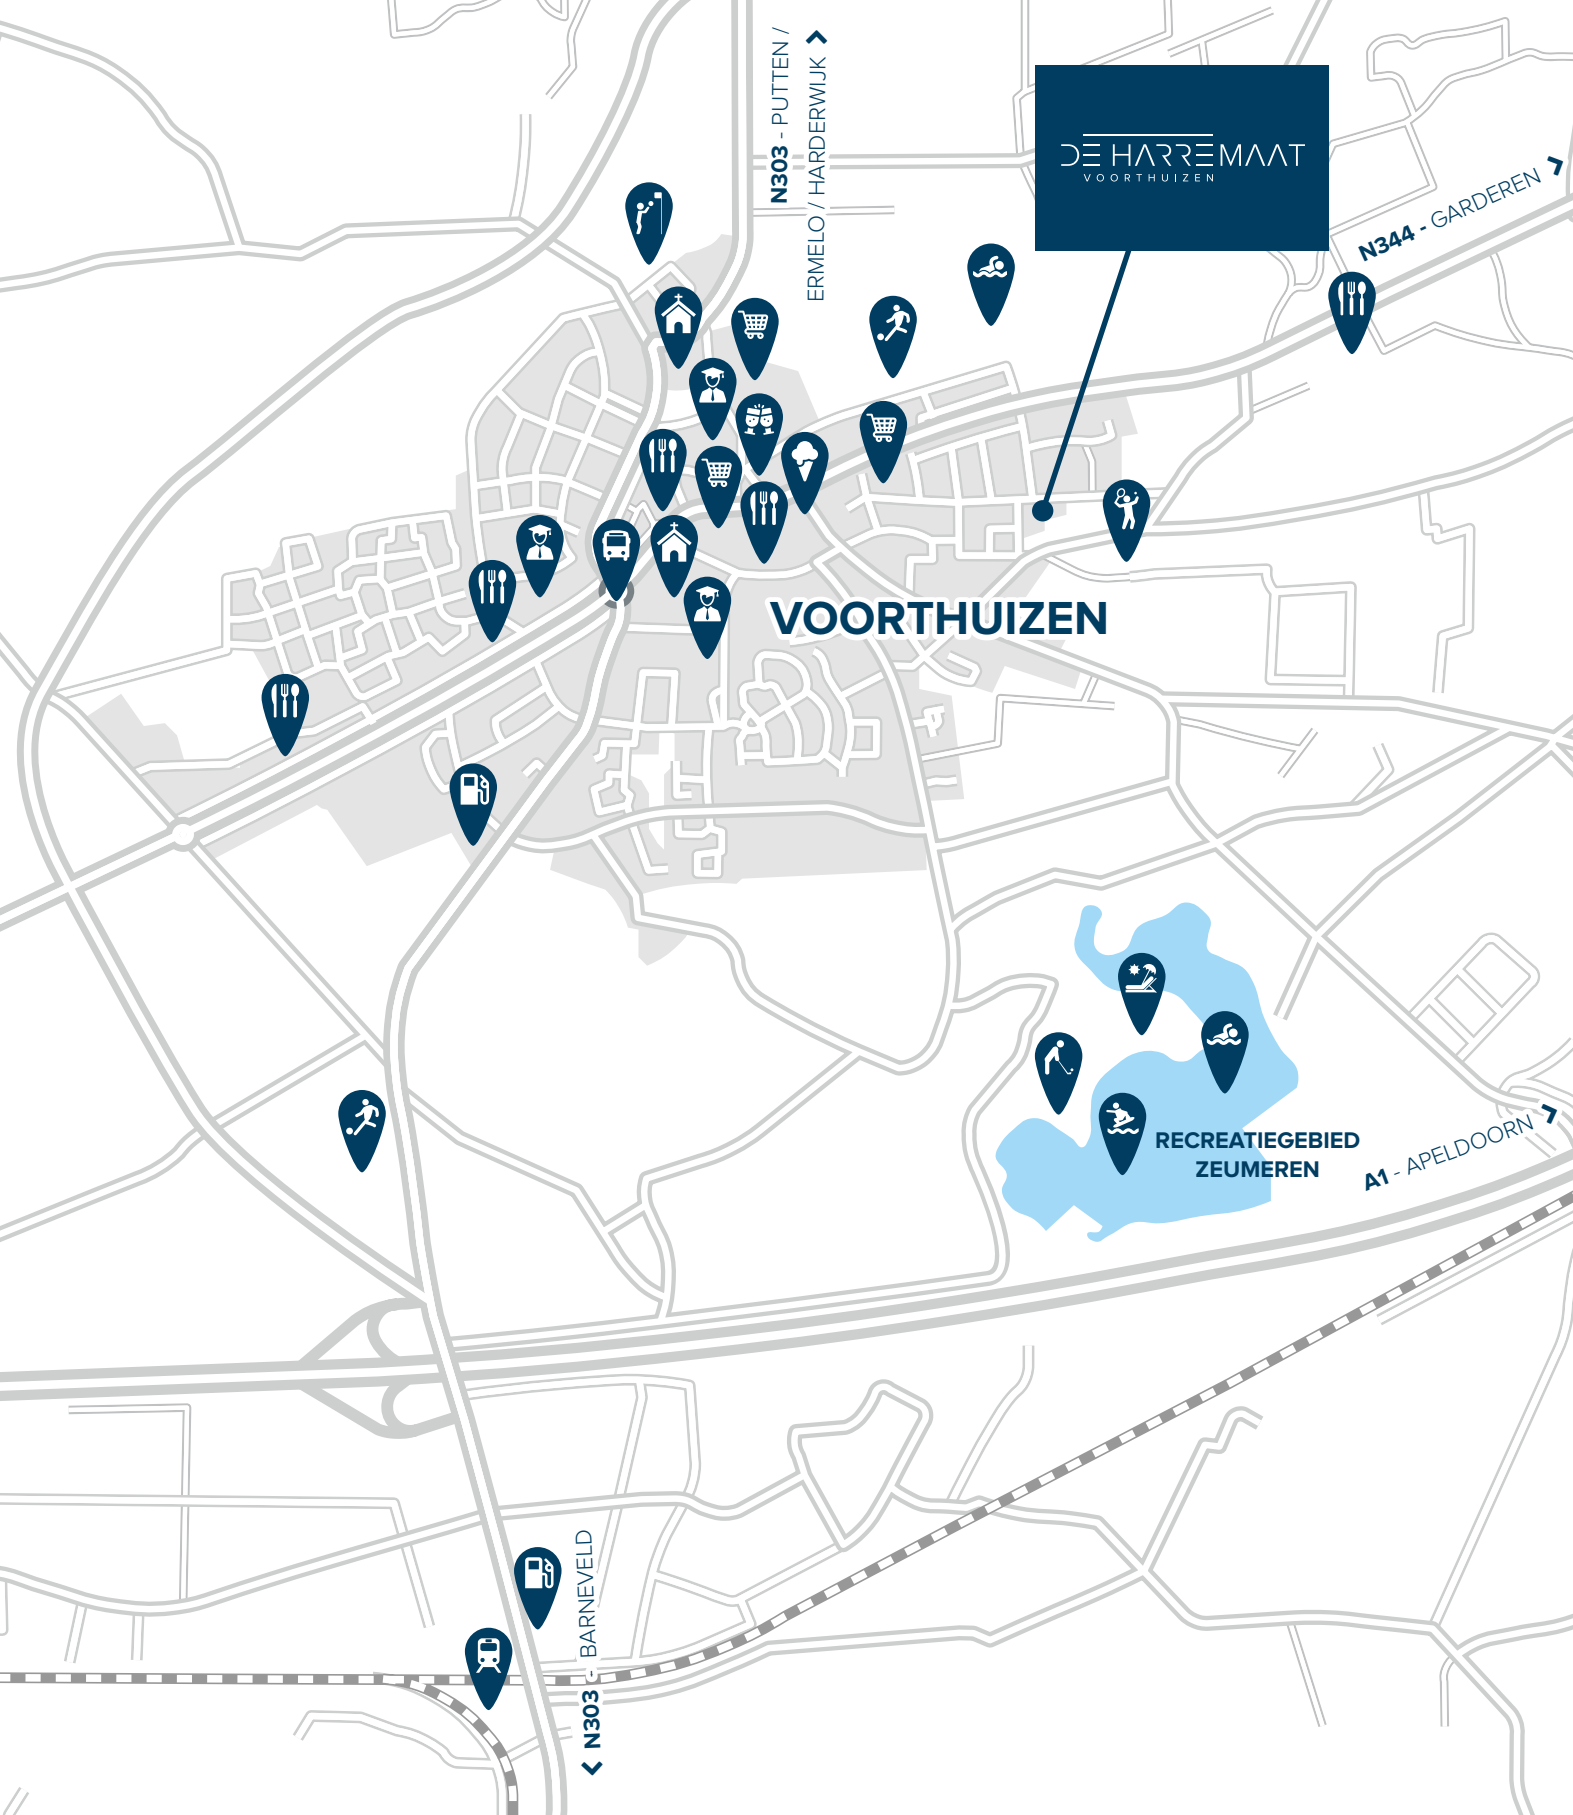 N303 - PUTTEN /
ERMELO / HARDERWIJK
DE HARREMAAT
VOORTHUIZEN
N344 - GARDEREN
VOORTHUIZEN
RECREATIEGEBIED
ZEUMEREN
A1 - APELDOORN
N303 - BARNEVELD